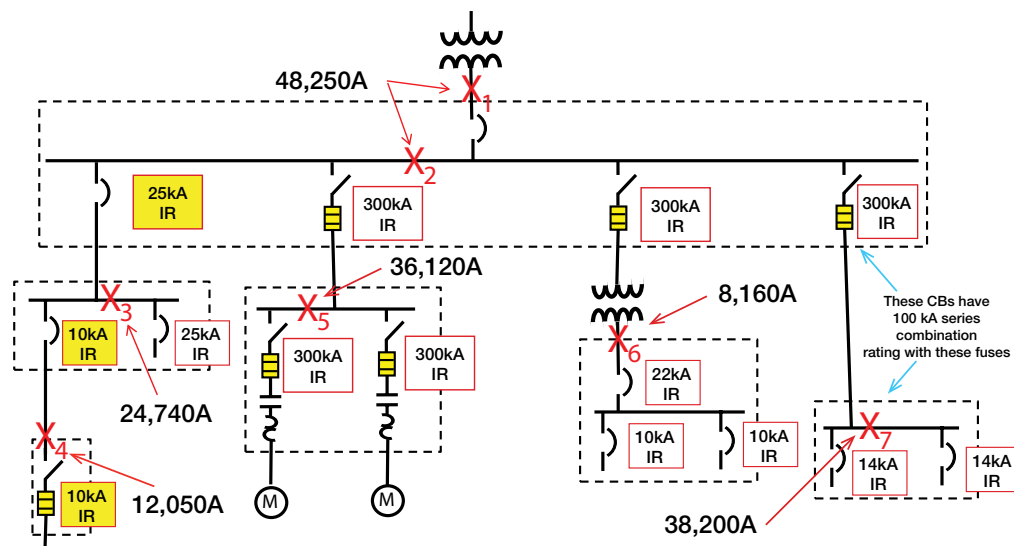 48,250A
X1
X2
25kA
IR
300kA
IR
300kA
IR
300kA
IR
36,120A
8,160A
These CBs have
100 kA series
combination
rating with these fuses
X3
10kA
IR
25kA
IR
X5
300kA
IR
300kA
IR
X6
22kA
IR
24,740A
10kA
IR
10kA
IR
X7
14kA
IR
14kA
IR
X4
10kA
IR
12,050A
M
M
38,200A